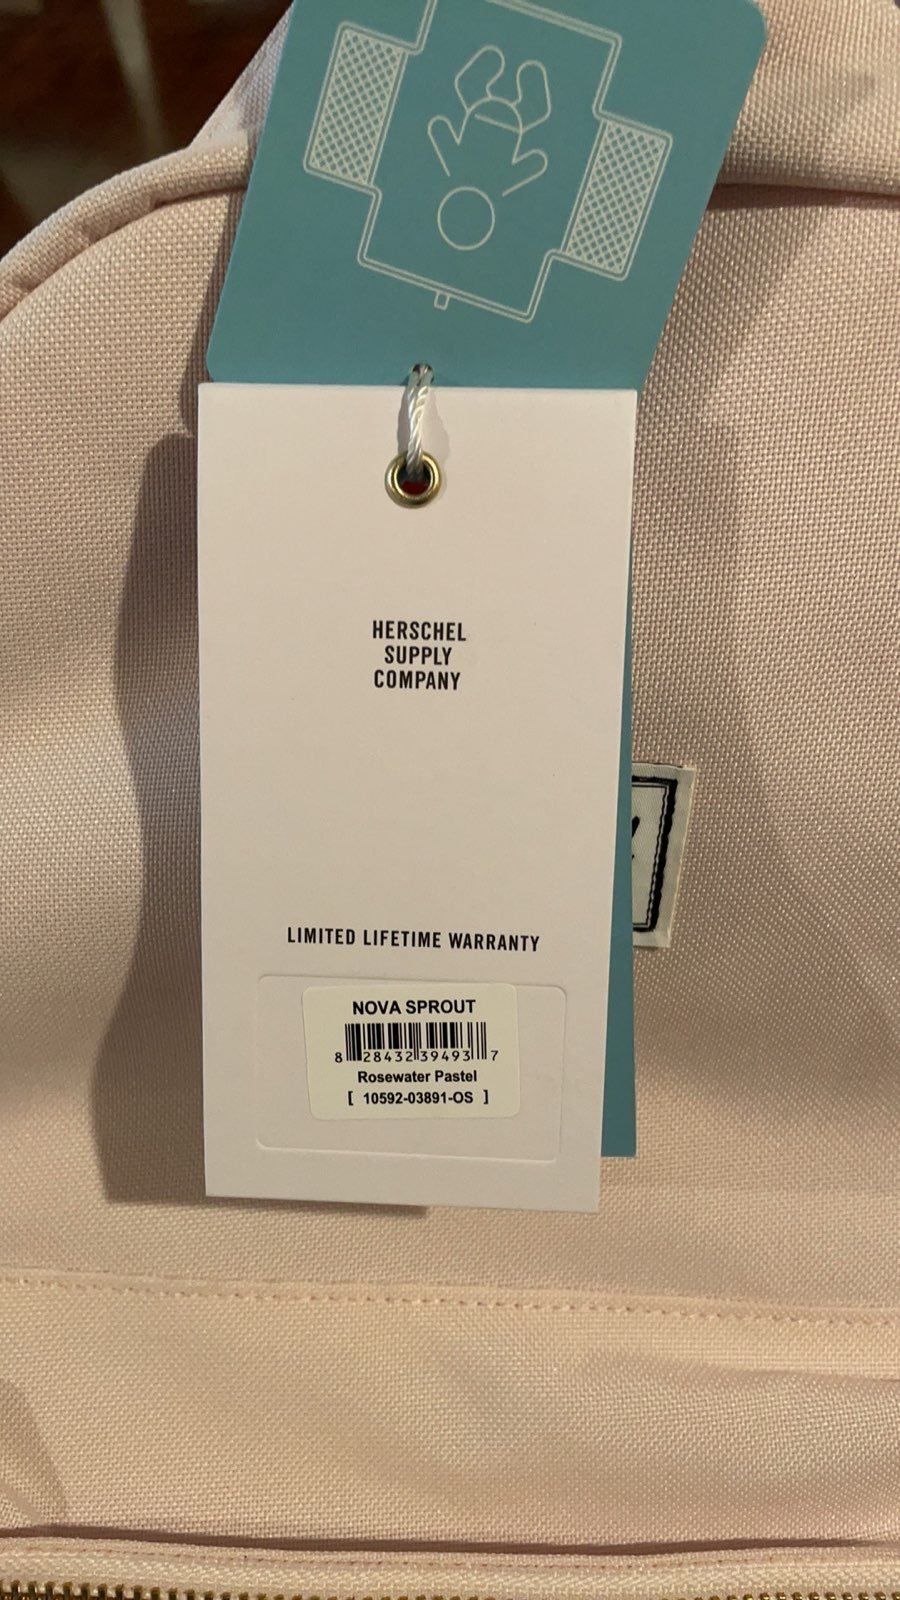 HERSCHEL
SUPPLY
COMPANY
LIMITED LIFETIME WARRANTY
NOVA SPROUT
8 28432 39493 7
Rosewater Pastel
[ 10592-03891-OS ]